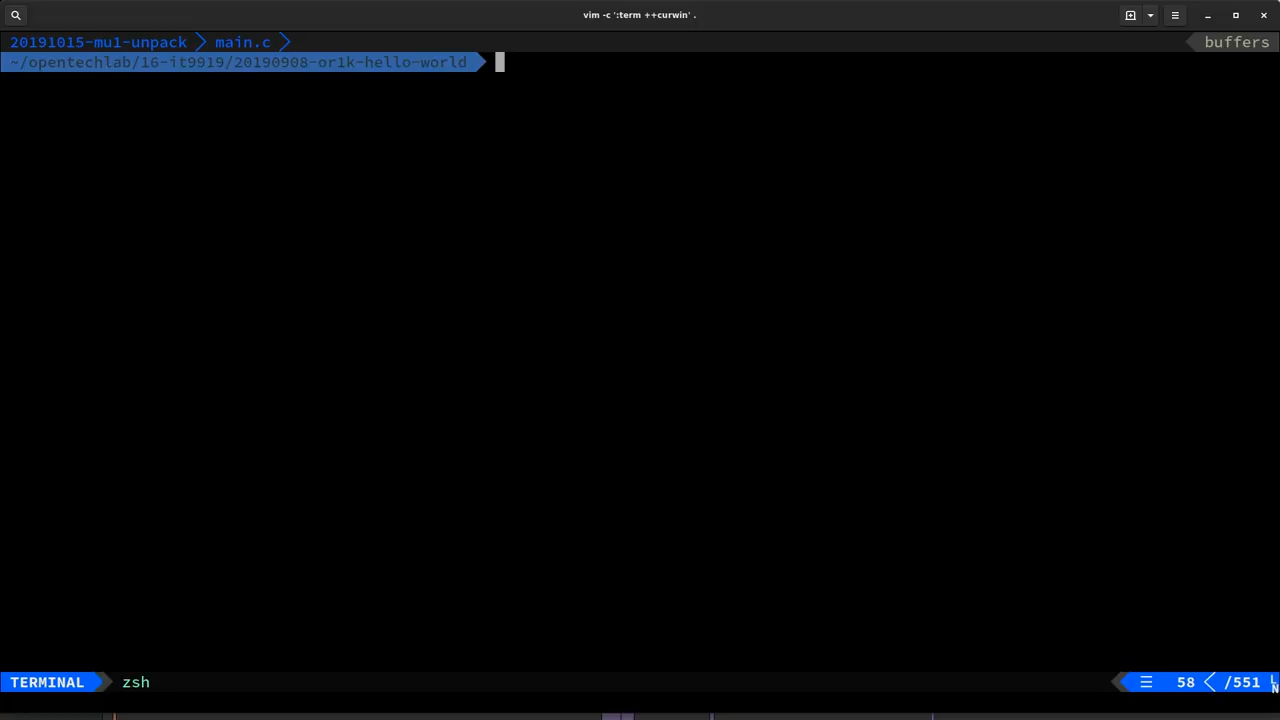 vim -c ':term ++curwin' .
20191015-mu1-unpack main.c buffers
~/opentechlab/16-it9919/20190908-or1k-hello-world
TERMINAL zsh ☰ 58 /551